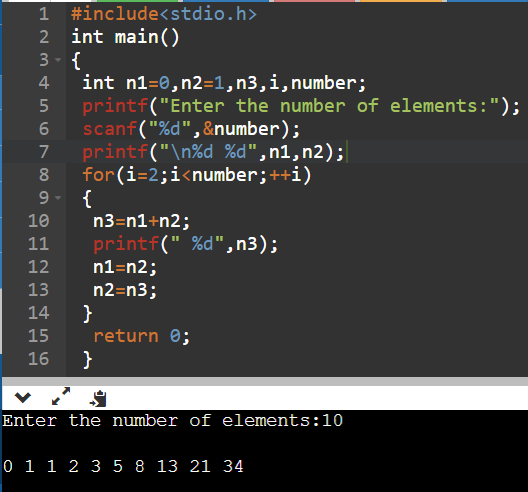 1 #include<stdio.h>
2 int main()
3 {
4 int n1=0,n2=1,n3,i,number;
5 printf("Enter the number of elements:");
6 scanf("%d",&number);
7 printf("\n%d %d",n1,n2);
8 for(i=2;i<number;++i)
9 {
10 n3=n1+n2;
11 printf(" %d",n3);
12 n1=n2;
13 n2=n3;
14 }
15 return 0;
16 }
Enter the number of elements:10
0 1 1 2 3 5 8 13 21 34